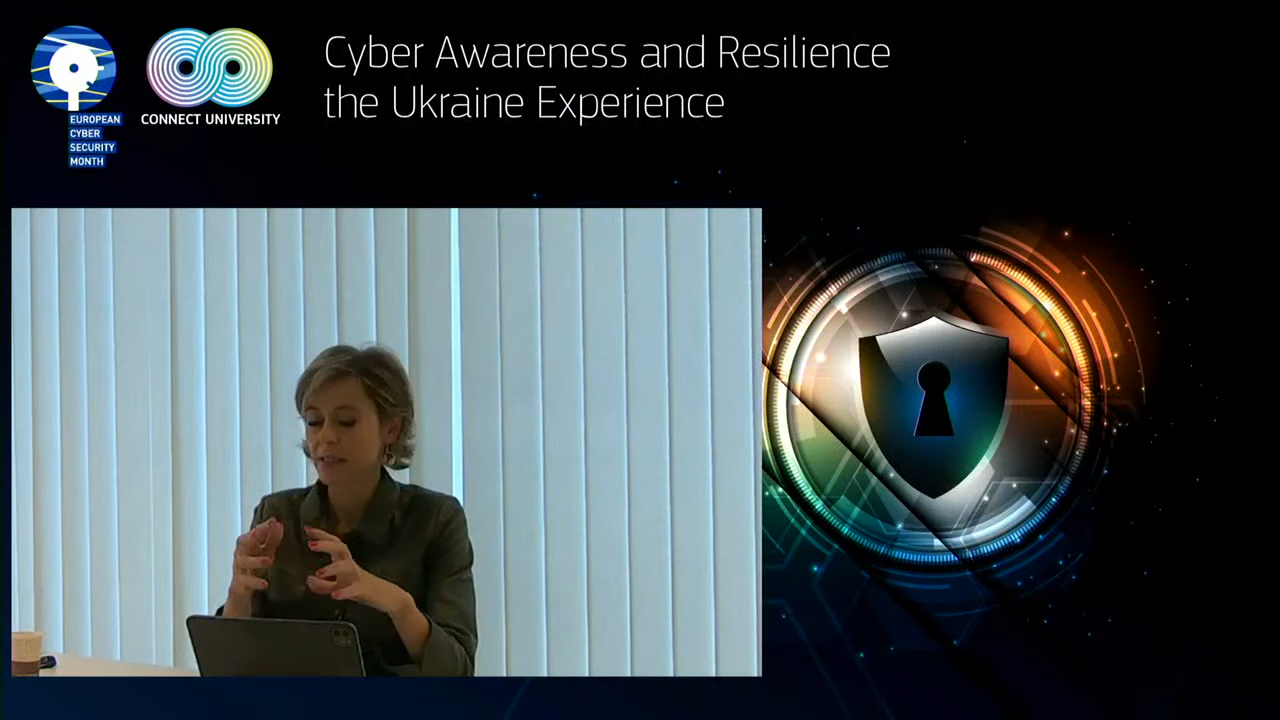 Cyber Awareness and Resilience
the Ukraine Experience
EUROPEAN
CYBER
SECURITY
MONTH
CONNECT UNIVERSITY